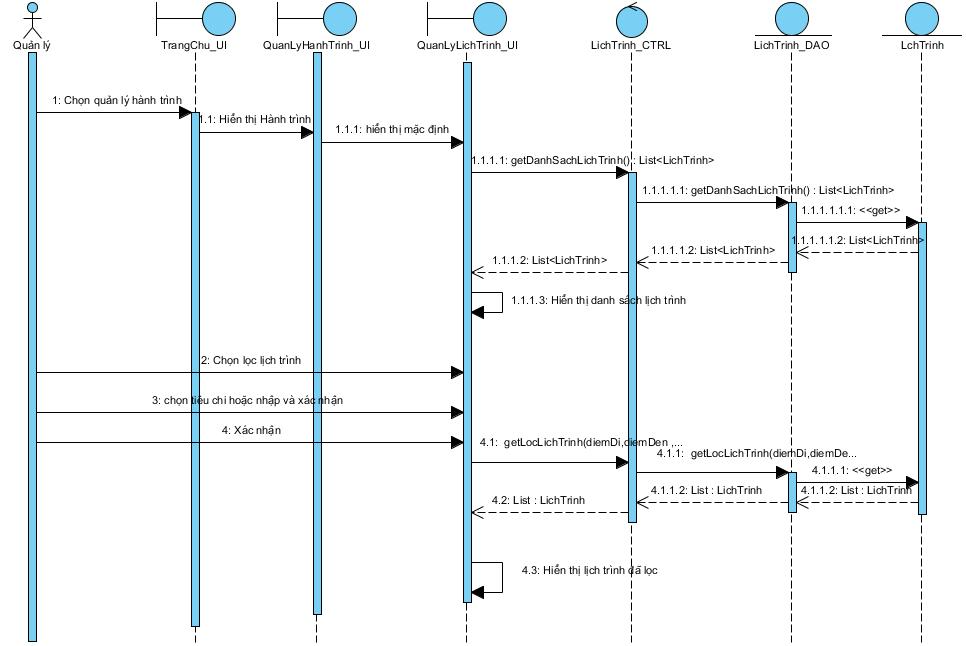 Quản lý
TrangChu_UI
QuanLyHanhTrinh_UI
QuanLyLichTrinh_UI
LichTrinh_CTRL
LichTrinh_DAO
LchTrinh
1: Chọn quản lý hành trình
1.1: Hiển thị Hành trình
1.1.1: hiển thị mặc định
1.1.1.1: getDanhSachLichTrinh() : List<LichTrinh>
1.1.1.1.1: getDanhSachLichTrinh() : List<LichTrinh>
1.1.1.1.1.1: <<get>>
1.1.1.1.1.2: List<LichTrinh>
1.1.1.1.2: List<LichTrinh>
1.1.1.2: List<LichTrinh>
1.1.1.3: Hiển thị danh sách lịch trình
2: Chọn lọc lịch trình
3: chọn tiêu chi hoặc nhập và xác nhận
4: Xác nhận
4.1: getLocLichTrinh(diemDi,diemDen ,...
4.1.1: getLocLichTrinh(diemDi,diemDe...
4.1.1.1: <<get>>
4.1.1.2: List : LichTrinh
4.1.1.2: List : LichTrinh
4.2: List : LichTrinh
4.3: Hiển thị lịch trình đã lọc